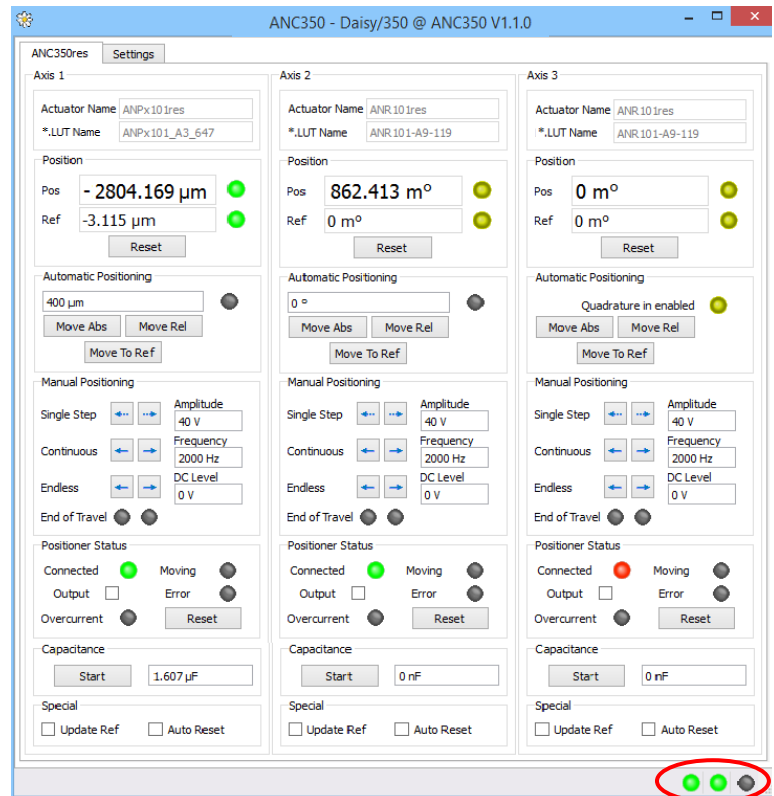 ANC350 - Daisy/350 @ ANC350 V1.1.0
ANC350res Settings
Axis 1
Actuator Name ANPx101res
*.LUT Name ANPx101_A3_647
Position
Pos - 2804.169 µm
Ref -3.115 µm
Reset
Automatic Positioning
400 µm
Move Abs Move Rel
Move To Ref
Manual Positioning
Single Step Amplitude
40 V
Continuous Frequency
2000 Hz
Endless DC Level
0 V
End of Travel
Positioner Status
Connected Moving
Output Error
Overcurrent Reset
Capacitance
Start 1.607 µF
Special
Update Ref Auto Reset
Axis 2
Actuator Name ANR101res
*.LUT Name ANR101-A9-119
Position
Pos 862.413 mº
Ref 0 mº
Reset
Automatic Positioning
0 º
Move Abs Move Rel
Move To Ref
Manual Positioning
Single Step Amplitude
40 V
Continuous Frequency
2000 Hz
Endless DC Level
0 V
End of Travel
Positioner Status
Connected Moving
Output Error
Overcurrent Reset
Capacitance
Start 0 nF
Special
Update Ref Auto Reset
Axis 3
Actuator Name ANR101res
*.LUT Name ANR101-A9-119
Position
Pos 0 mº
Ref 0 mº
Reset
Automatic Positioning
Quadrature in enabled
Move Abs Move Rel
Move To Ref
Manual Positioning
Single Step Amplitude
40 V
Continuous Frequency
2000 Hz
Endless DC Level
0 V
End of Travel
Positioner Status
Connected Moving
Output Error
Overcurrent Reset
Capacitance
Start 0 nF
Special
Update Ref Auto Reset